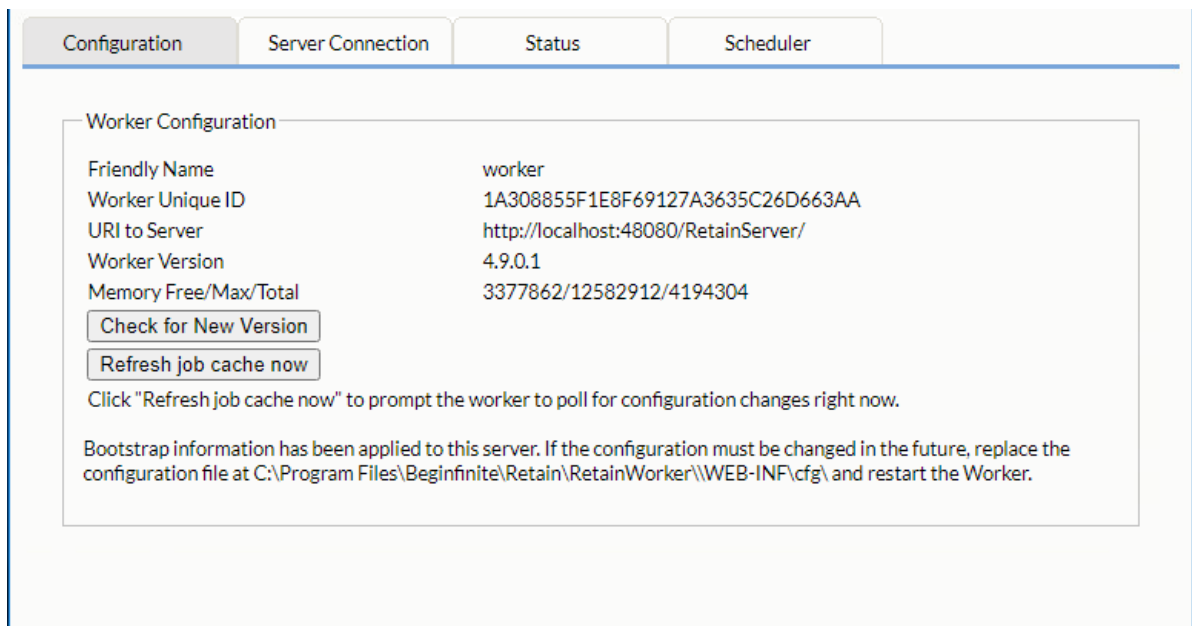 Configuration Server Connection Status Scheduler
Worker Configuration
Friendly Name worker
Worker Unique ID 1A308855F1E8F69127A3635C26D663AA
URI to Server http://localhost:48080/RetainServer/
Worker Version 4.9.0.1
Memory Free/Max/Total 3377862/12582912/4194304
Check for New Version
Refresh job cache now
Click "Refresh job cache now" to prompt the worker to poll for configuration changes right now.
Bootstrap information has been applied to this server. If the configuration must be changed in the future, replace the
configuration file at C:\Program Files\Beginfinite\Retain\RetainWorker\\WEB-INF\cfg\ and restart the Worker.